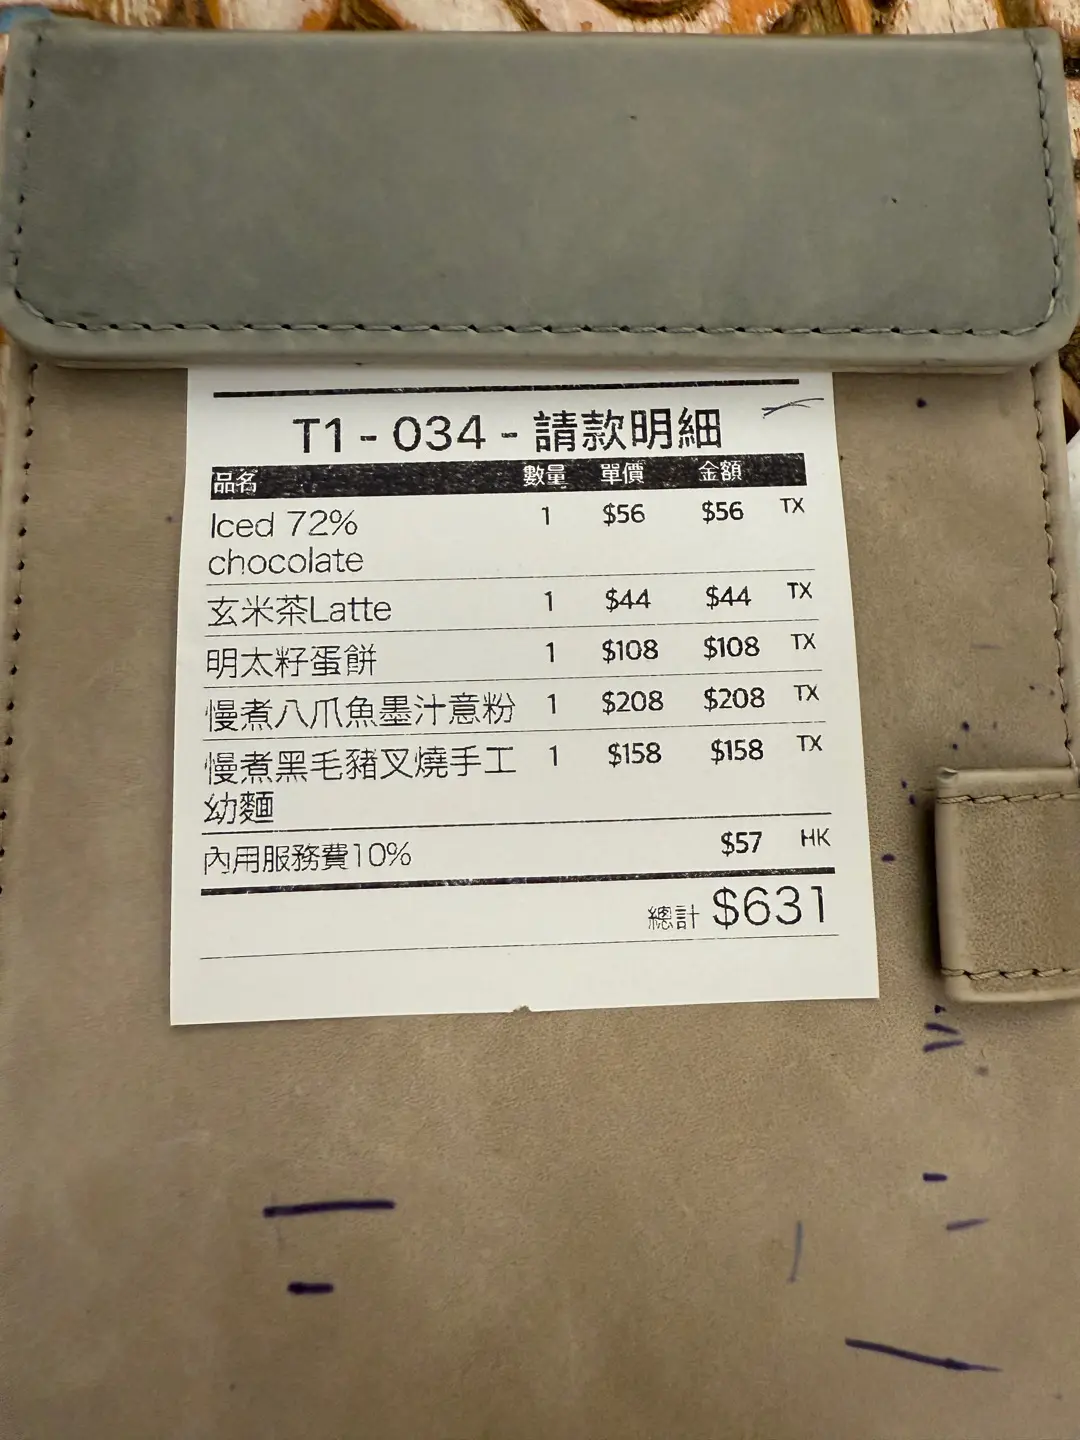 T1 - 034 - 請款明細
品名 數量 單價 金額
Iced 72% 1 $56 $56 TX
chocolate
玄米茶Latte 1 $44 $44 TX
明太籽蛋餅 1 $108 $108 TX
慢煮八爪魚墨汁意粉 1 $208 $208 TX
慢煮黑毛豬叉燒手工 1 $158 $158 TX
幼麵
內用服務費10% $57 HK
總計 $631